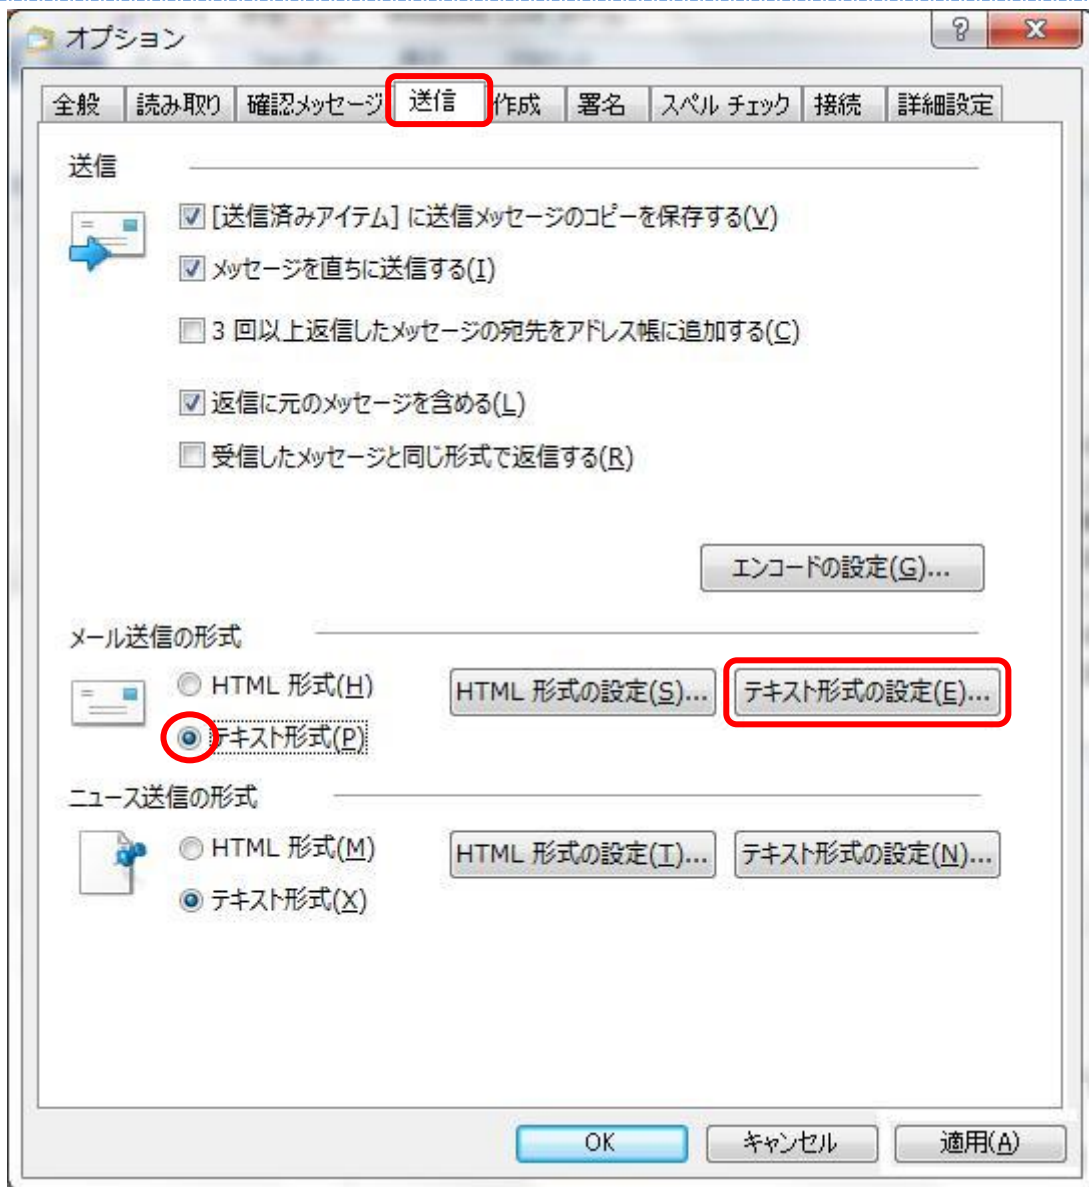 オプション
全般 読み取り 確認メッセージ 送信 作成 署名 スペル チェック 接続 詳細設定
送信
[送信済みアイテム] に送信メッセージのコピーを保存する(V)
メッセージを直ちに送信する(I)
3 回以上返信したメッセージの宛先をアドレス帳に追加する(C)
返信に元のメッセージを含める(L)
受信したメッセージと同じ形式で返信する(R)
エンコードの設定(G)...
メール送信の形式
HTML 形式(H) HTML 形式の設定(S)... テキスト形式の設定(E)...
テキスト形式(P)
ニュース送信の形式
HTML 形式(M) HTML 形式の設定(T)... テキスト形式の設定(N)...
テキスト形式(X)
OK キャンセル 適用(A)